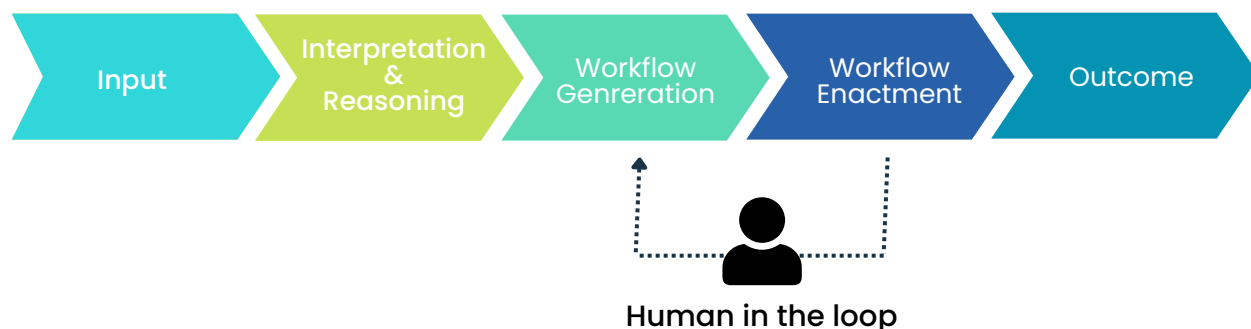 Input
Interpretation
&
Reasoning
Workflow
Genreration
Workflow
Enactment
Outcome
Human in the loop